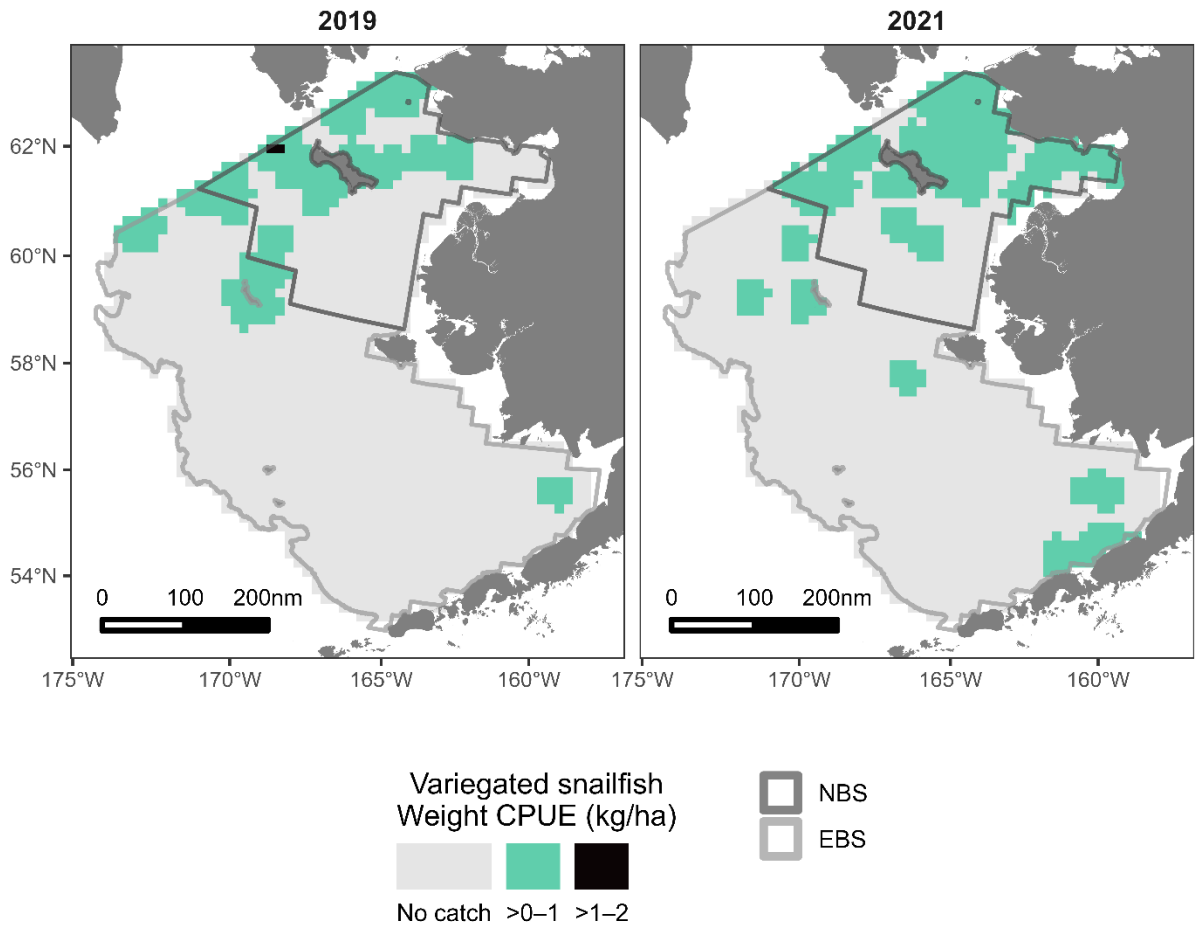 2019
2021
62°N
60°N
58°N
56°N
54°N
0 100 200nm
0 100 200nm
175°W 170°W 165°W 160°W
175°W 170°W 165°W 160°W
Variegated snailfish
Weight CPUE (kg/ha)
No catch >0–1 >1–2
NBS
EBS